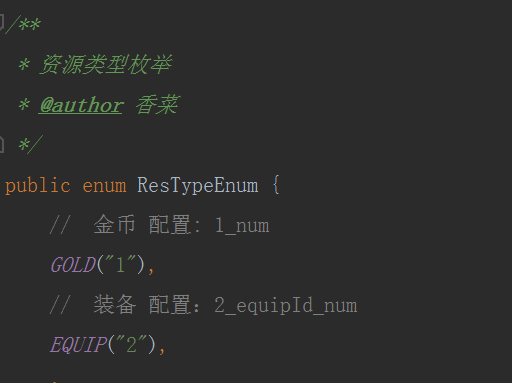 /**
* 资源类型枚举
* @author 香菜
*/
public enum ResTypeEnum {
//  金币 配置: 1_num
GOLD("1"),
//  装备 配置：2_equipId_num
EQUIP("2"),